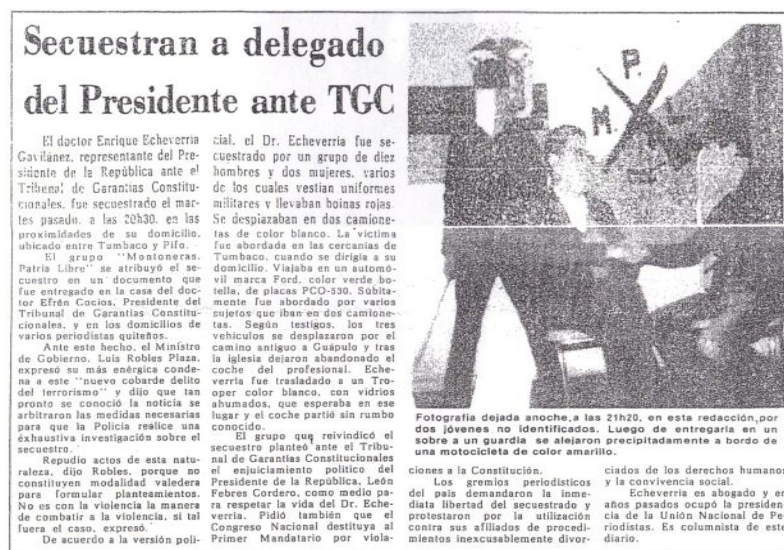 Secuestran a delegado
del Presidente ante TGC
El doctor Enrique Echeverría
Gavilánez, representante del Pre-
sidente de la República ante el
Tribunal de Garantías Constitu-
cionales, fue secuestrado el mar-
tes pasado, a las 20h30, en las
proximidades de su domicilio,
ubicado entre Tumbaco y Pifo.
El grupo "Montoneras,
Patria Libre" se atribuyó el se-
cuestro en un documento que
fue entregado en la casa del doc-
tor Efrén Cocíos, Presidente del
Tribunal de Garantías Constitu-
cionales, y en los domicilios de
varios periodistas quiteños.
Ante este hecho, el Ministro
de Gobierno, Luis Robles Plaza,
expresó su más enérgica conde-
na a este "nuevo cobarde delito
del terrorismo" y dijo que tan
pronto se conoció la noticia se
arbitraron las medidas necesarias
para que la Policía realice una
éxhaustiva investigación sobre el
secuestro.
Repudio actos de esta natu-
raleza, dijo Robles, porque no
constituyen modalidad valedera
para formular planteamientos.
No es con la violencia la manera
de combatir a la violencia, si tal
fuera el caso, expresó.
De acuerdo a la versión poli-
cial, el Dr. Echeverría fue se-
cuestrado por un grupo de diez
hombres y dos mujeres, varios
de los cuales vestían uniformes
militares y llevaban boinas rojas.
Se desplazaban en dos camione-
tas de color blanco. La víctima
fue abordada en las cercanías de
Tumbaco, cuando se dirigía a su
domicilio. Viajaba en un automó-
vil marca Ford, color verde bo-
tella, de placas PCO-530. Súbita-
mente fue abordado por varios
sujetos que iban en dos camione-
tas. Según testigos, los tres
vehículos se desplazaron por el
camino antiguo a Guápulo y tras
la iglesia dejaron abandonado el
coche del profesional. Eche-
verría fue trasladado a un Tro-
oper color blanco, con vidrios
ahumados, que esperaba en ese
lugar y el coche partió sin rumbo
conocido.
El grupo que reivindicó el
secuestro planteó ante el Tribu-
nal de Garantías Constitucionales
el enjuiciamiento político del
Presidente de la República, León
Febres Cordero, como medio pa-
ra respetar la vida del Dr. Eche-
verría. Pidió también que el
Congreso Nacional destituya al
Primer Mandatario por viola-
M. P. L
Fotografía dejada anoche,a las 21h20, en esta redacción,por
dos jóvenes no identificados. Luego de entregarla en un
sobre a un guardia se alejaron precipitadamente a bordo de
una motocicleta de color amarillo.
ciones a la Constitución.
Los gremios periodísticos
del país demandaron la inme-
diata libertad del secuestrado y
protestaron por la utilización
contra sus afiliados de procedi-
mientos inexcusablemente divor-
ciados de los derechos humanos
y la convivencia social.
Echeverría es abogado y en
años pasados ocupó la presiden-
cia de la Unión Nacional de Pe-
riodistas. Es columnista de este
diario.